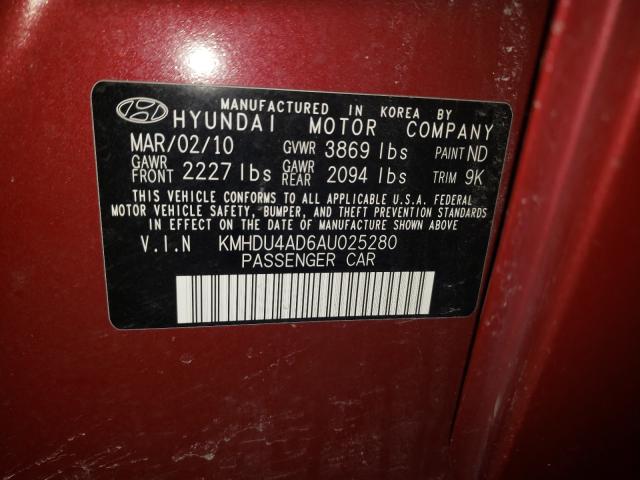 MANUFACTURED IN KOREA BY
HYUNDAI MOTOR COMPANY
MAR/02/10 GVWR 3869 lbs PAINT ND
GAWR FRONT 2227 lbs GAWR REAR 2094 lbs TRIM 9K
THIS VEHICLE CONFORMS TO ALL APPLICABLE U.S.A. FEDERAL
MOTOR VEHICLE SAFETY, BUMPER, AND THEFT PREVENTION STANDARDS
IN EFFECT ON THE DATE OF MANUFACTURE SHOWN ABOVE
V.I.N KMHDU4AD6AU025280
PASSENGER CAR